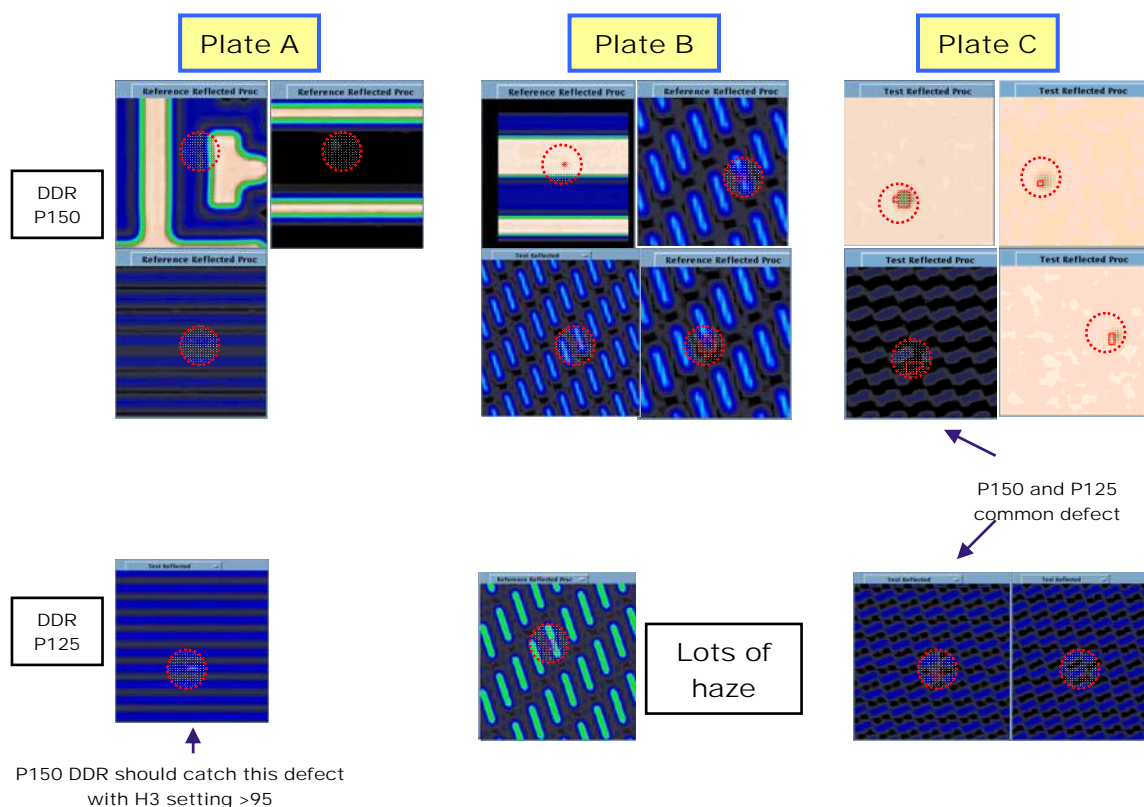 Plate A
Plate B
Plate C
Reference Reflected Proc
Reference Reflected Proc
Reference Reflected Proc
Reference Reflected Proc
Test Reflected Proc
Test Reflected Proc
DDR
P150
Reference Reflected Proc
Test Reflected
Reference Reflected Proc
Test Reflected Proc
Test Reflected Proc
P150 and P125
common defect
Test Reflected
Reference Reflected Proc
Test Reflected
Test Reflected
DDR
P125
Lots of
haze
P150 DDR should catch this defect
with H3 setting >95